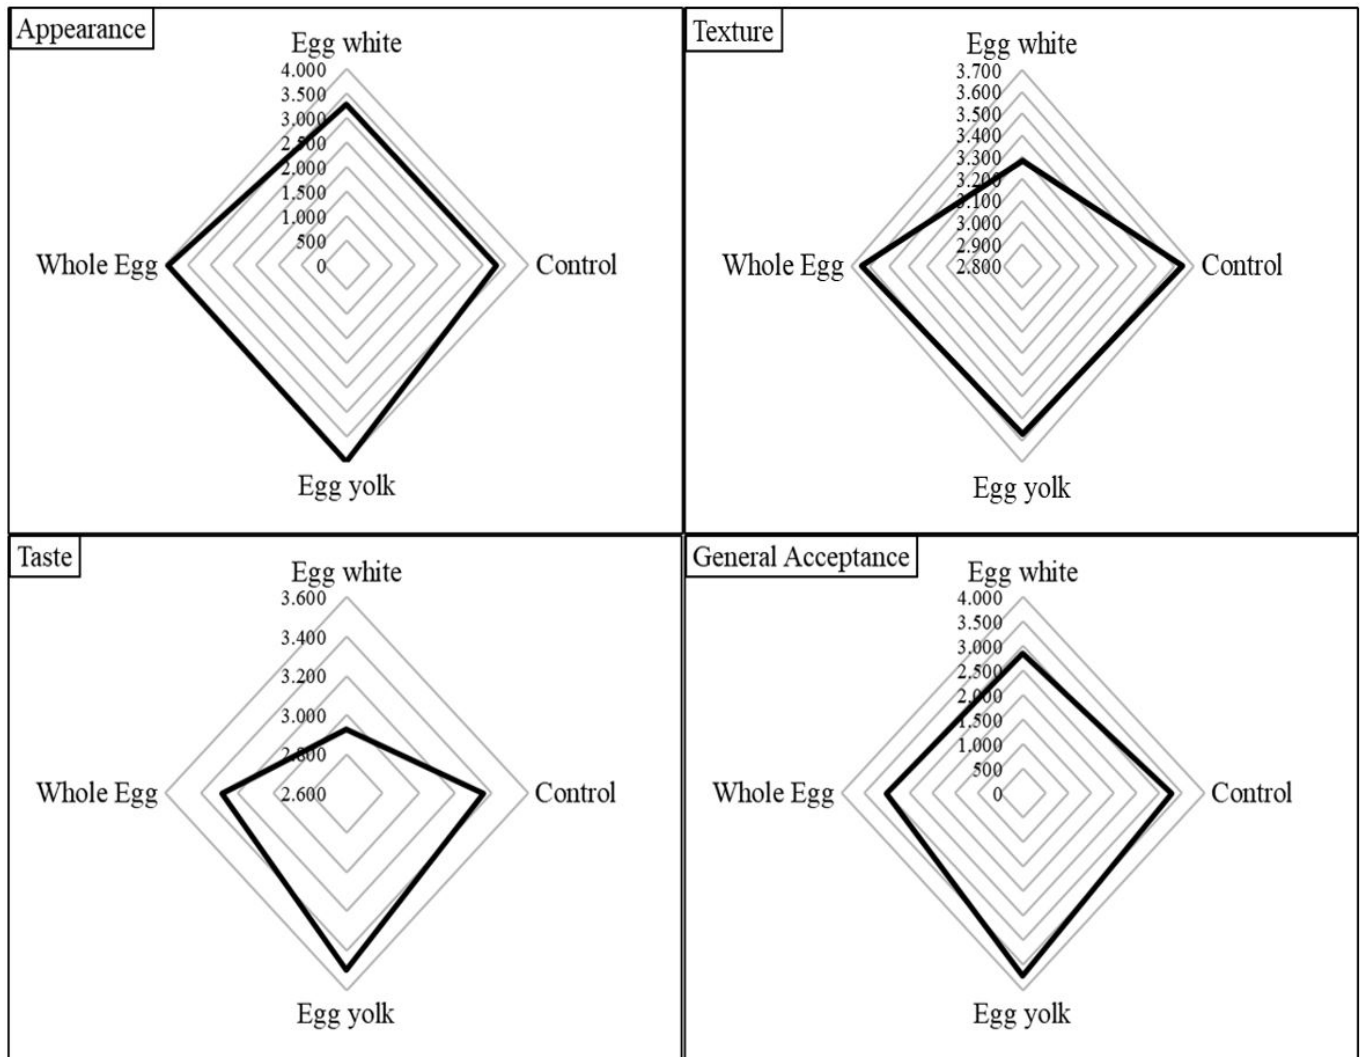 Appearance
Egg white
4.000
3.500
3.000
2.500
2.000
1.500
1.000
500
0
Whole Egg
Control
Egg yolk
Texture
Egg white
3.700
3.600
3.500
3.400
3.300
3.200
3.100
3.000
2.900
2.800
Whole Egg
Control
Egg yolk
Taste
Egg white
3.600
3.400
3.200
3.000
2.800
2.600
Whole Egg
Control
Egg yolk
General Acceptance
Egg white
4.000
3.500
3.000
2.500
2.000
1.500
1.000
500
0
Whole Egg
Control
Egg yolk